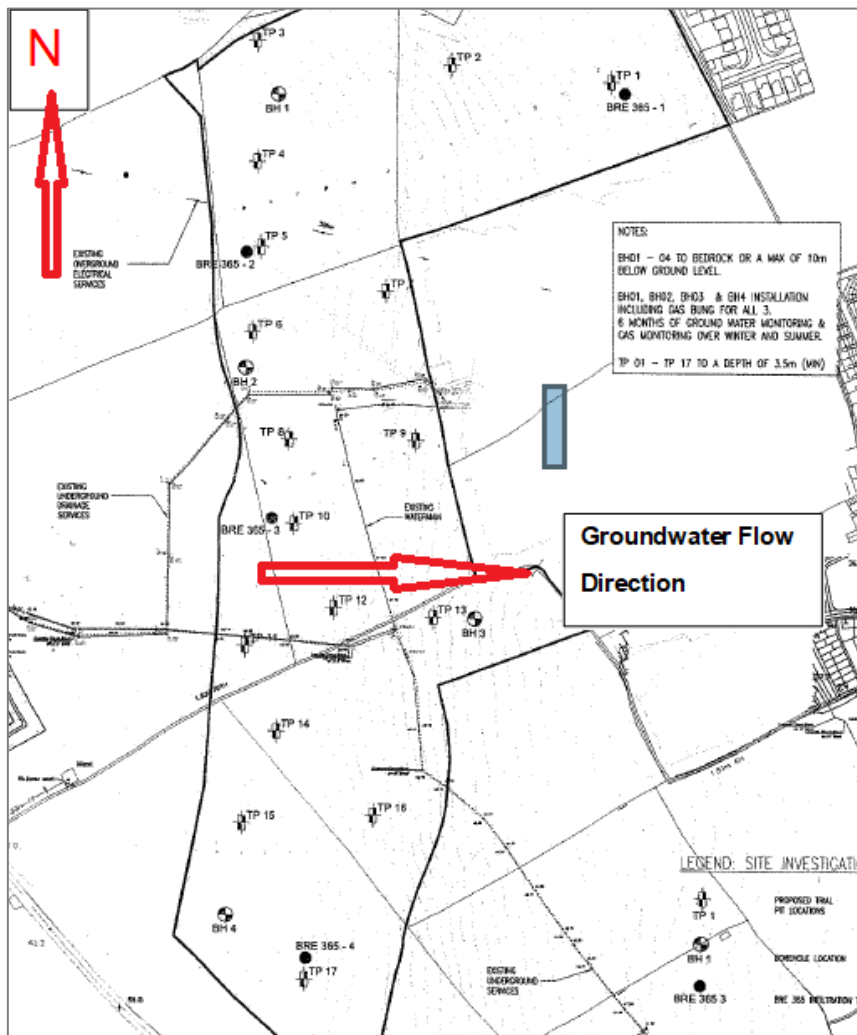 N
TP 3
TP 2
TP 1
BH 1
BRE 365 - 1
TP 4
TP 5
BRE 365 - 2
EXISTING
OVERGROUND
ELECTRICAL
SERVICES
NOTES:
BH01 - 04 TO BEDROCK OR A MAX OF 10m
BELOW GROUND LEVEL.
BH01, BH02, BH03 & BH4 INSTALLATION
INCLUDING GAS BUNG FOR ALL 3.
6 MONTHS OF GROUND WATER MONITORING &
GAS MONITORING OVER WINTER AND SUMMER.
TP 01 - TP 17 TO A DEPTH OF 3.5m (MIN)
TP 6
BH 2
TP 8
TP 9
EXISTING
UNDERGROUND
DRAINAGE
SERVICES
BRE 365 - 3
TP 10
EXISTING
WATERMAIN
Groundwater Flow
Direction
TP 12
TP 13
BH 3
TP 14
TP 15
TP 16
LEGEND: SITE INVESTIGATI
PROPOSED TRIAL
PIT LOCATIONS
TP 1
BH 4
BH 1
BOREHOLE LOCATION
BRE 365 - 4
TP 17
EXISTING
UNDERGROUND
SERVICES
BRE 365 3
BRE 365 INFILTRATION T